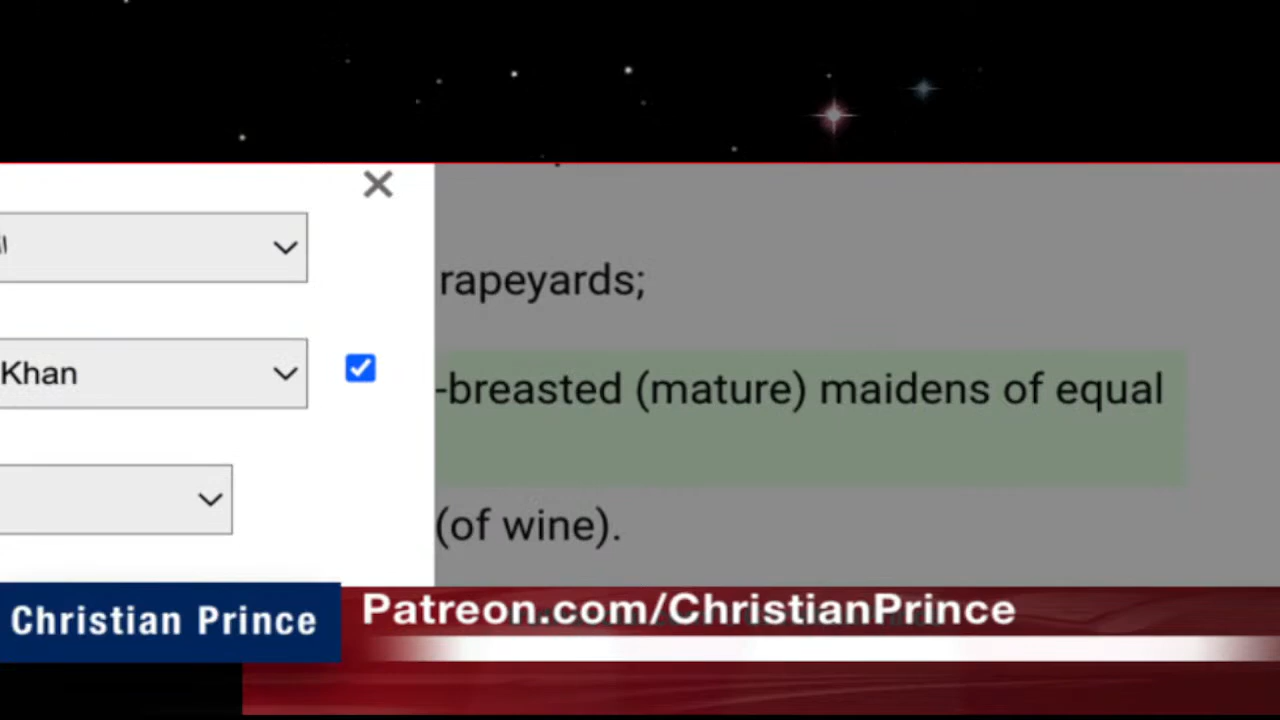 rapeyards;
Khan
-breasted (mature) maidens of equal
(of wine).
Christian Prince
Patreon.com/ChristianPrince